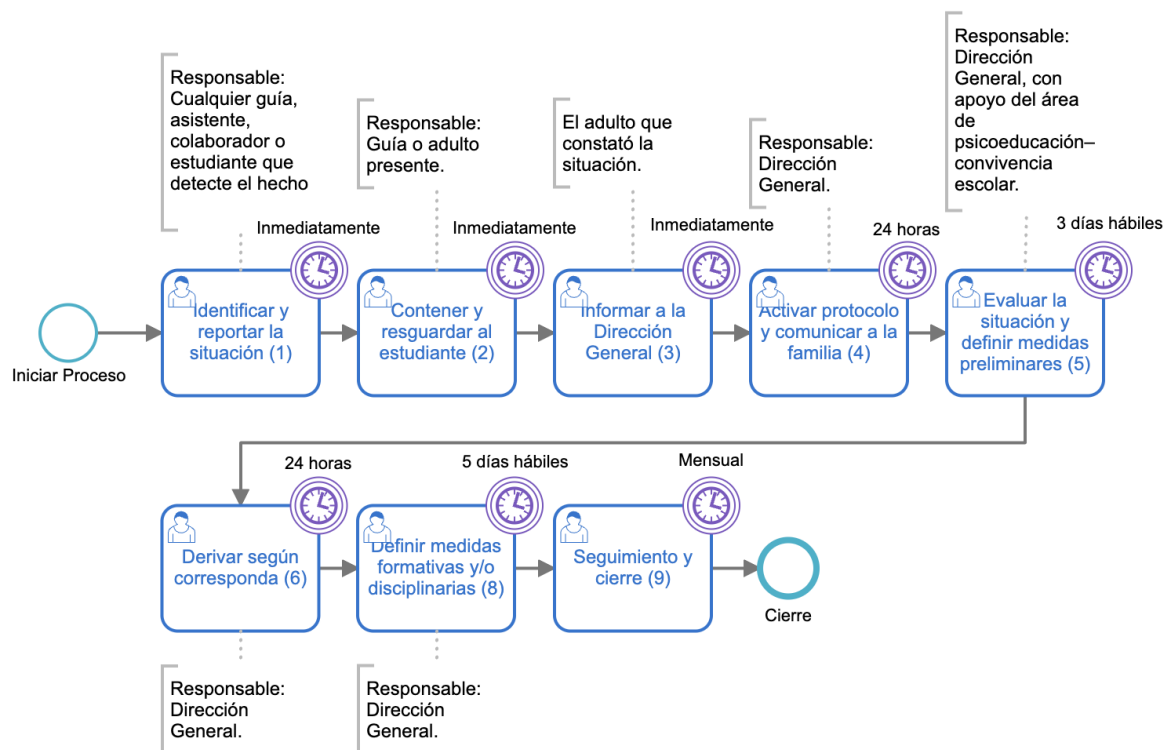 Responsable:
Cualquier guía,
asistente,
colaborador o
estudiante que
detecte el hecho
Responsable:
Guía o adulto
presente.
El adulto que
constató la
situación.
Responsable:
Dirección
General.
Responsable:
Dirección
General, con
apoyo del área
de
psicoeducación–
convivencia
escolar.
Inmediatamente
Inmediatamente
Inmediatamente
24 horas
3 días hábiles
Iniciar Proceso
Identificar y
reportar la
situación (1)
Contener y
resguardar al
estudiante (2)
Informar a la
Dirección
General (3)
Activar protocolo
y comunicar a la
familia (4)
Evaluar la
situación y
definir medidas
preliminares (5)
24 horas
5 días hábiles
Mensual
Derivar según
corresponda (6)
Definir medidas
formativas y/o
disciplinarias (8)
Seguimiento y
cierre (9)
Cierre
Responsable:
Dirección
General.
Responsable:
Dirección
General.